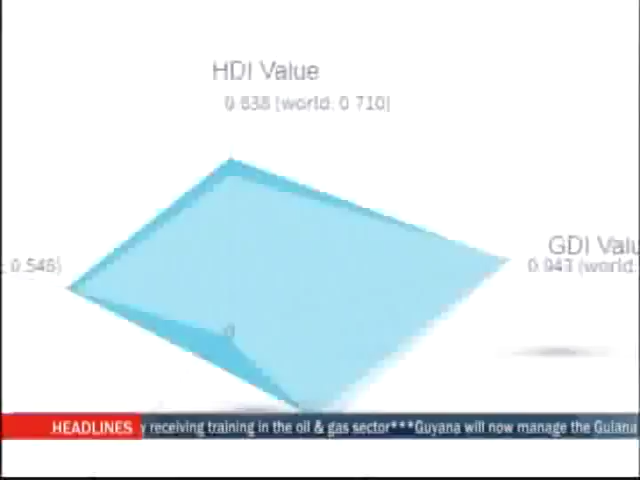 HDI Value
0.638 (world: 0.710)
GDI Valu
: 0.546)
0.943 (world:
0
HEADLINES
y receiving training in the oil & gas sector***Guyana will now manage the Guiana